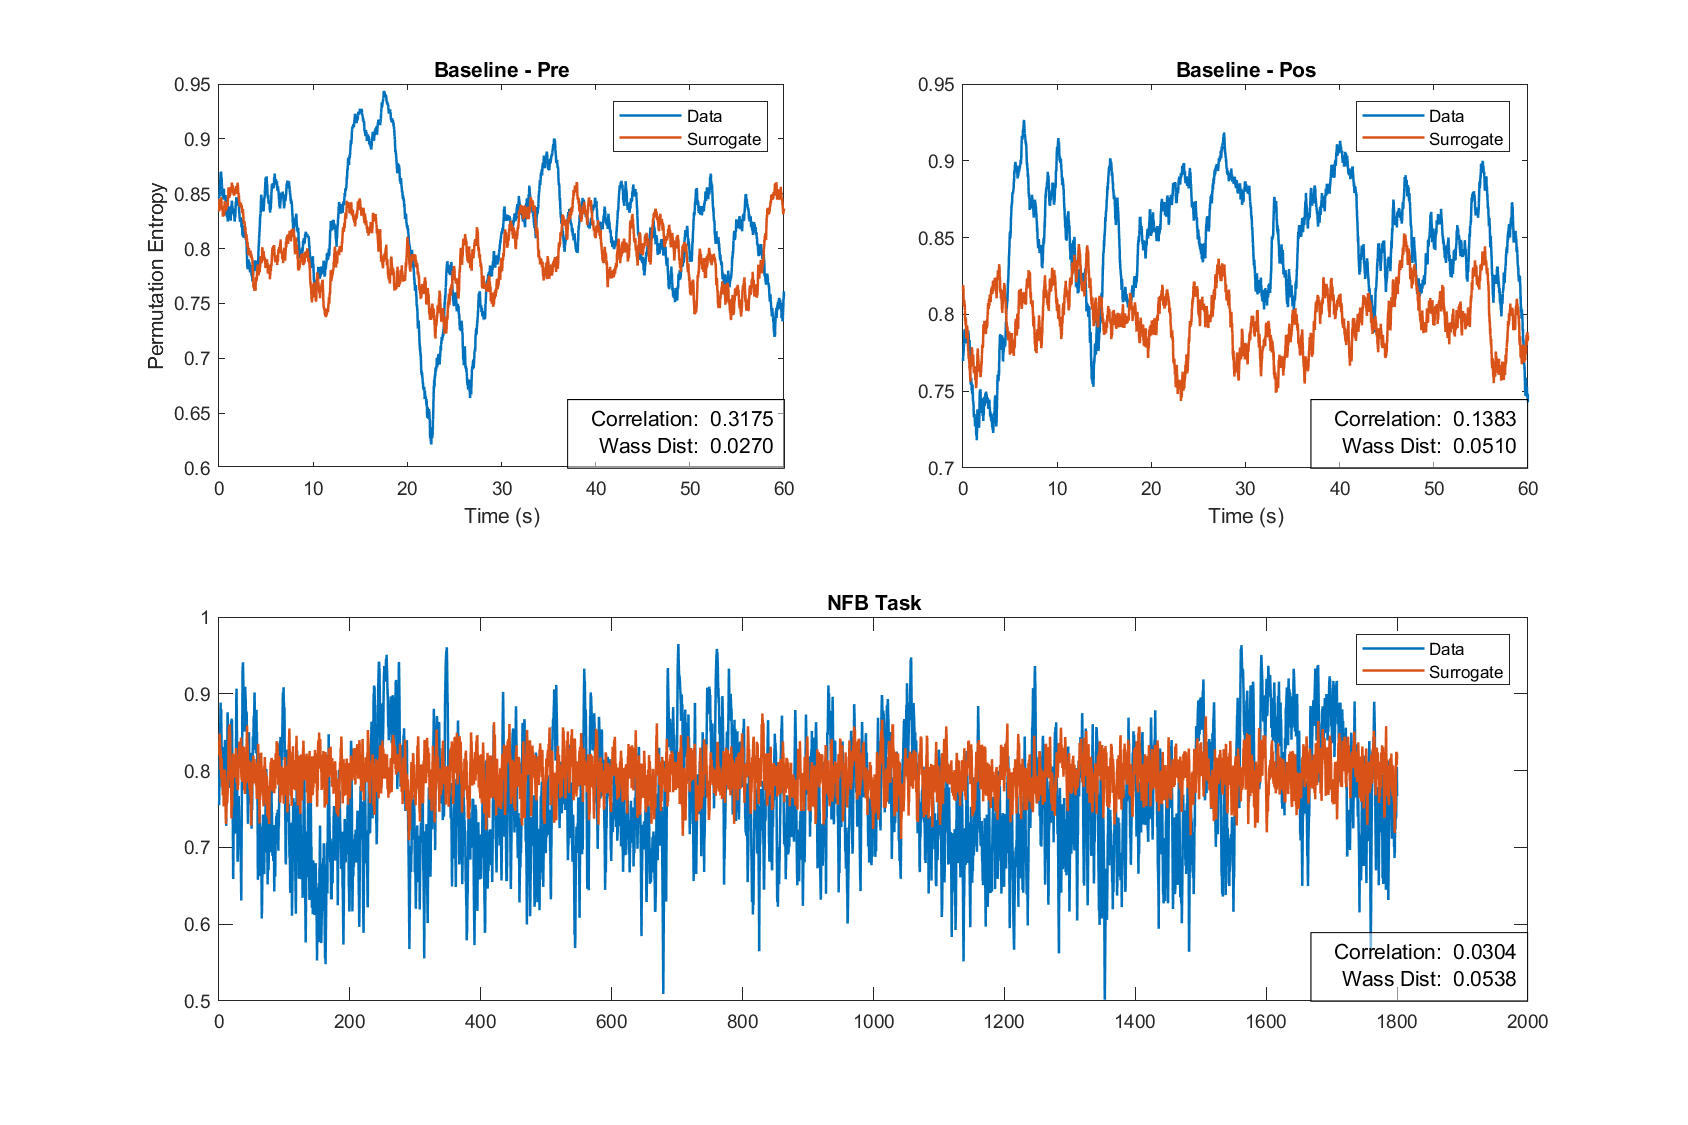 Baseline - Pre
0.95
0.9
0.85
0.8
0.75
0.7
0.65
0.6
Permutation Entropy
Data
Surrogate
Correlation: 0.3175
Wass Dist: 0.0270
0 10 20 30 40 50 60
Time (s)
Baseline - Pos
0.95
0.9
0.85
0.8
0.75
0.7
Data
Surrogate
Correlation: 0.1383
Wass Dist: 0.0510
0 10 20 30 40 50 60
Time (s)
NFB Task
1
0.9
0.8
0.7
0.6
0.5
Data
Surrogate
Correlation: 0.0304
Wass Dist: 0.0538
0 200 400 600 800 1000 1200 1400 1600 1800 2000